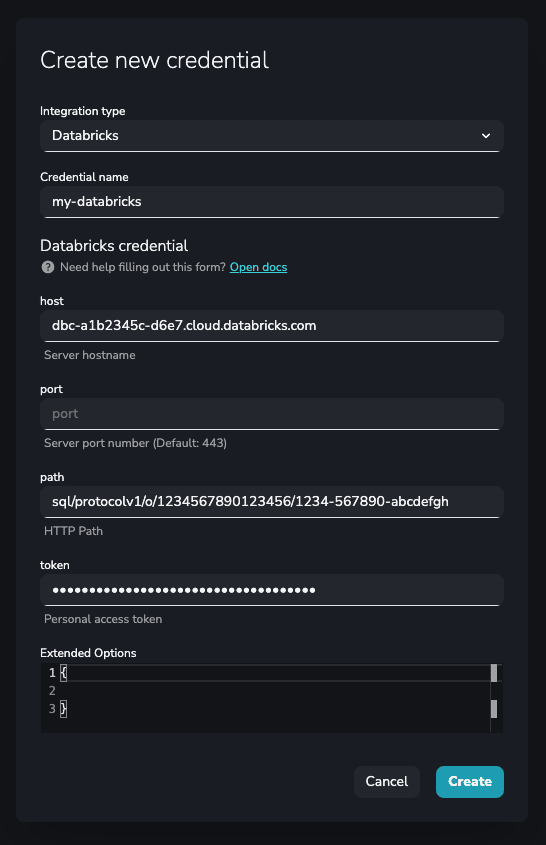 Create new credential
Integration type
Databricks
Credential name
my-databricks
Databricks credential
Need help filling out this form? Open docs
host
dbc-a1b2345c-d6e7.cloud.databricks.com
Server hostname
port
port
Server port number (Default: 443)
path
sql/protocolv1/o/1234567890123456/1234-567890-abcdefgh
HTTP Path
token
••••••••••••••••••••••••••••••••••••
Personal access token
Extended Options
1 {
2
3 }
Cancel Create